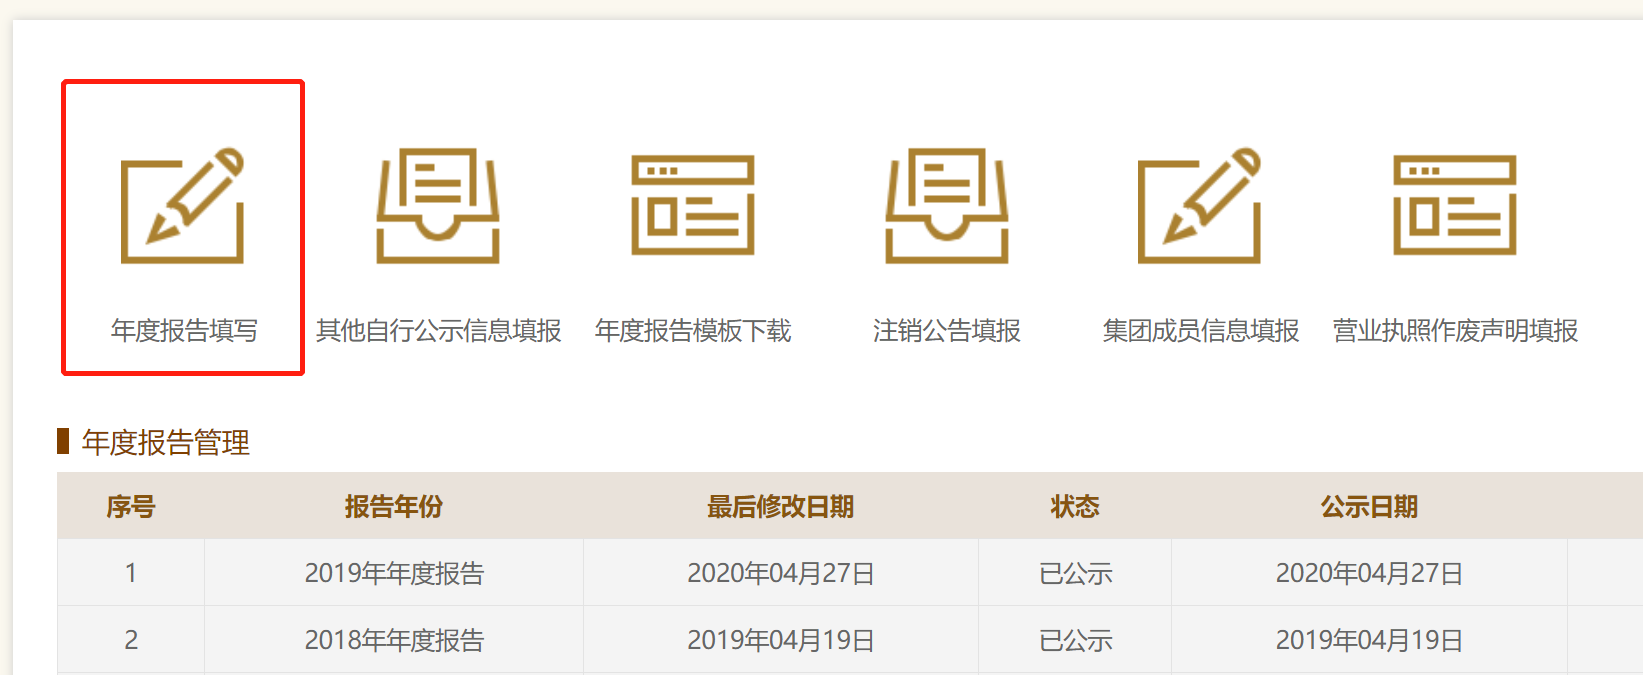 年度报告填写 其他自行公示信息填报 年度报告模板下载 注销公告填报 集团成员信息填报 营业执照作废声明填报
年度报告管理
序号 报告年份 最后修改日期 状态 公示日期
1 2019年年度报告 2020年04月27日 已公示 2020年04月27日
2 2018年年度报告 2019年04月19日 已公示 2019年04月19日